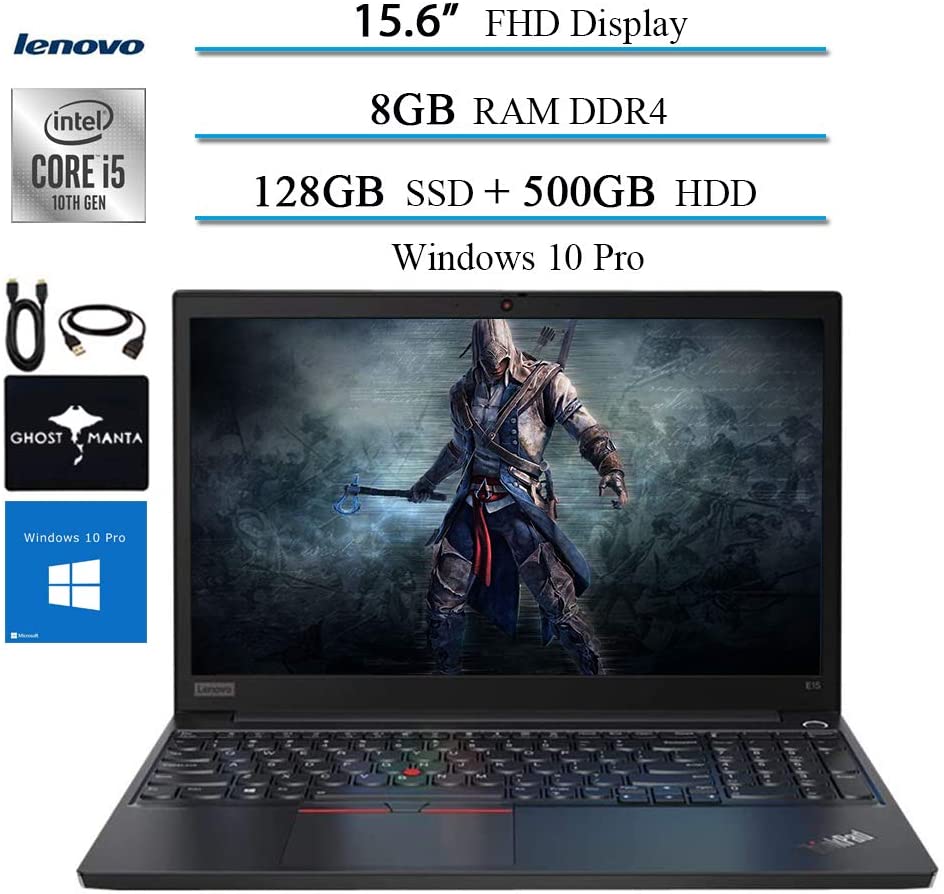 lenovo
15.6″ FHD Display
intel
CORE i5
10TH GEN
8GB RAM DDR4
128GB SSD + 500GB HDD
Windows 10 Pro
GHOST MANTA
Windows 10 Pro
Microsoft
Lenovo
E15
ThinkPad